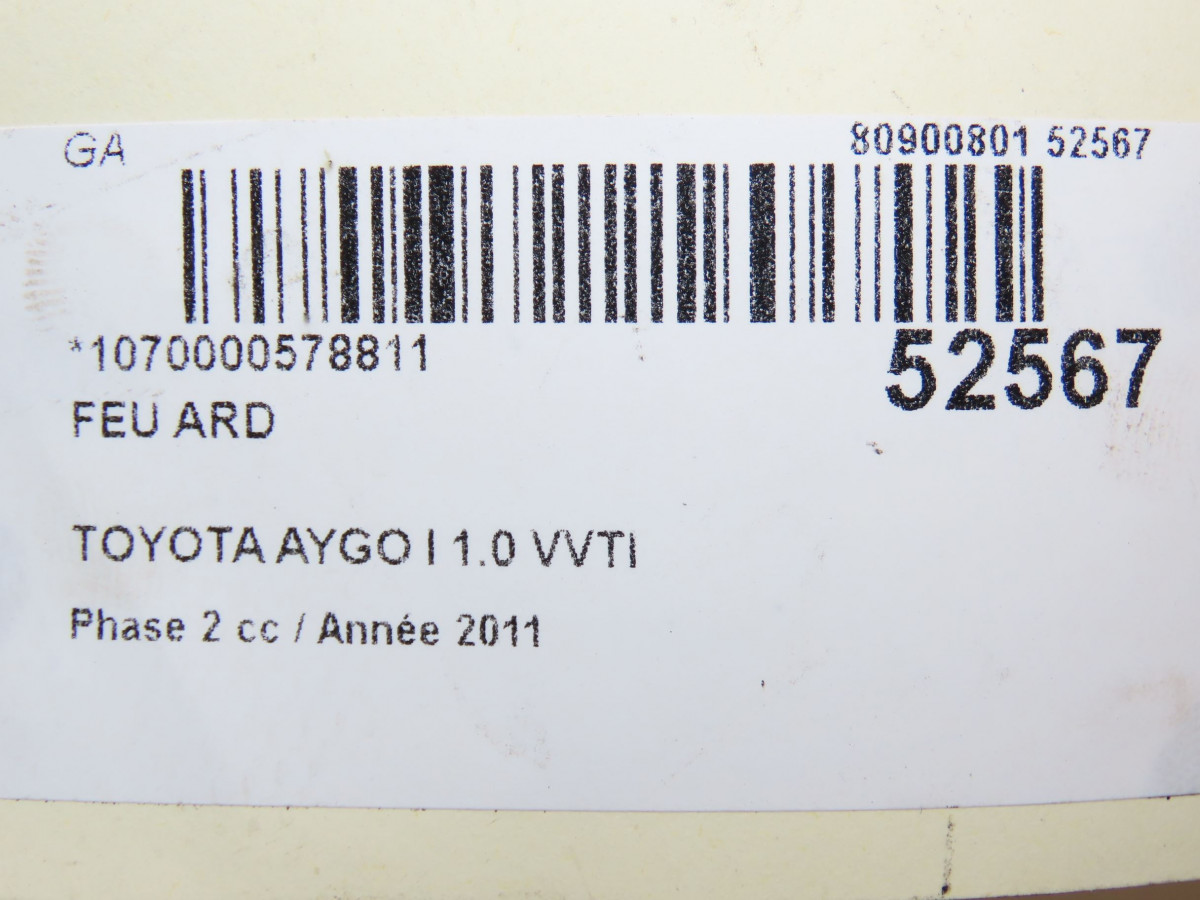 GA
80900801 52567
*1070000578811
52567
FEU ARD
TOYOTA AYGO I 1.0 VVTI
Phase 2 cc / Année 2011